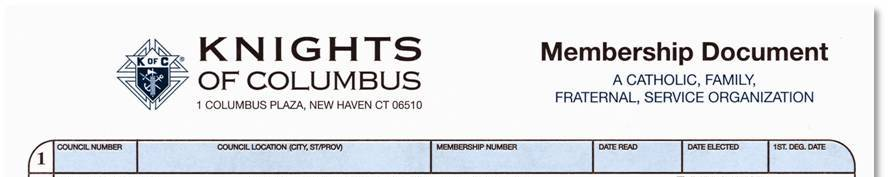 K OF C
KNIGHTS
OF COLUMBUS
1 COLUMBUS PLAZA, NEW HAVEN CT 06510
Membership Document
A CATHOLIC, FAMILY,
FRATERNAL, SERVICE ORGANIZATION
1 COUNCIL NUMBER COUNCIL LOCATION (CITY, ST/PROV) MEMBERSHIP NUMBER DATE READ DATE ELECTED 1ST. DEG. DATE